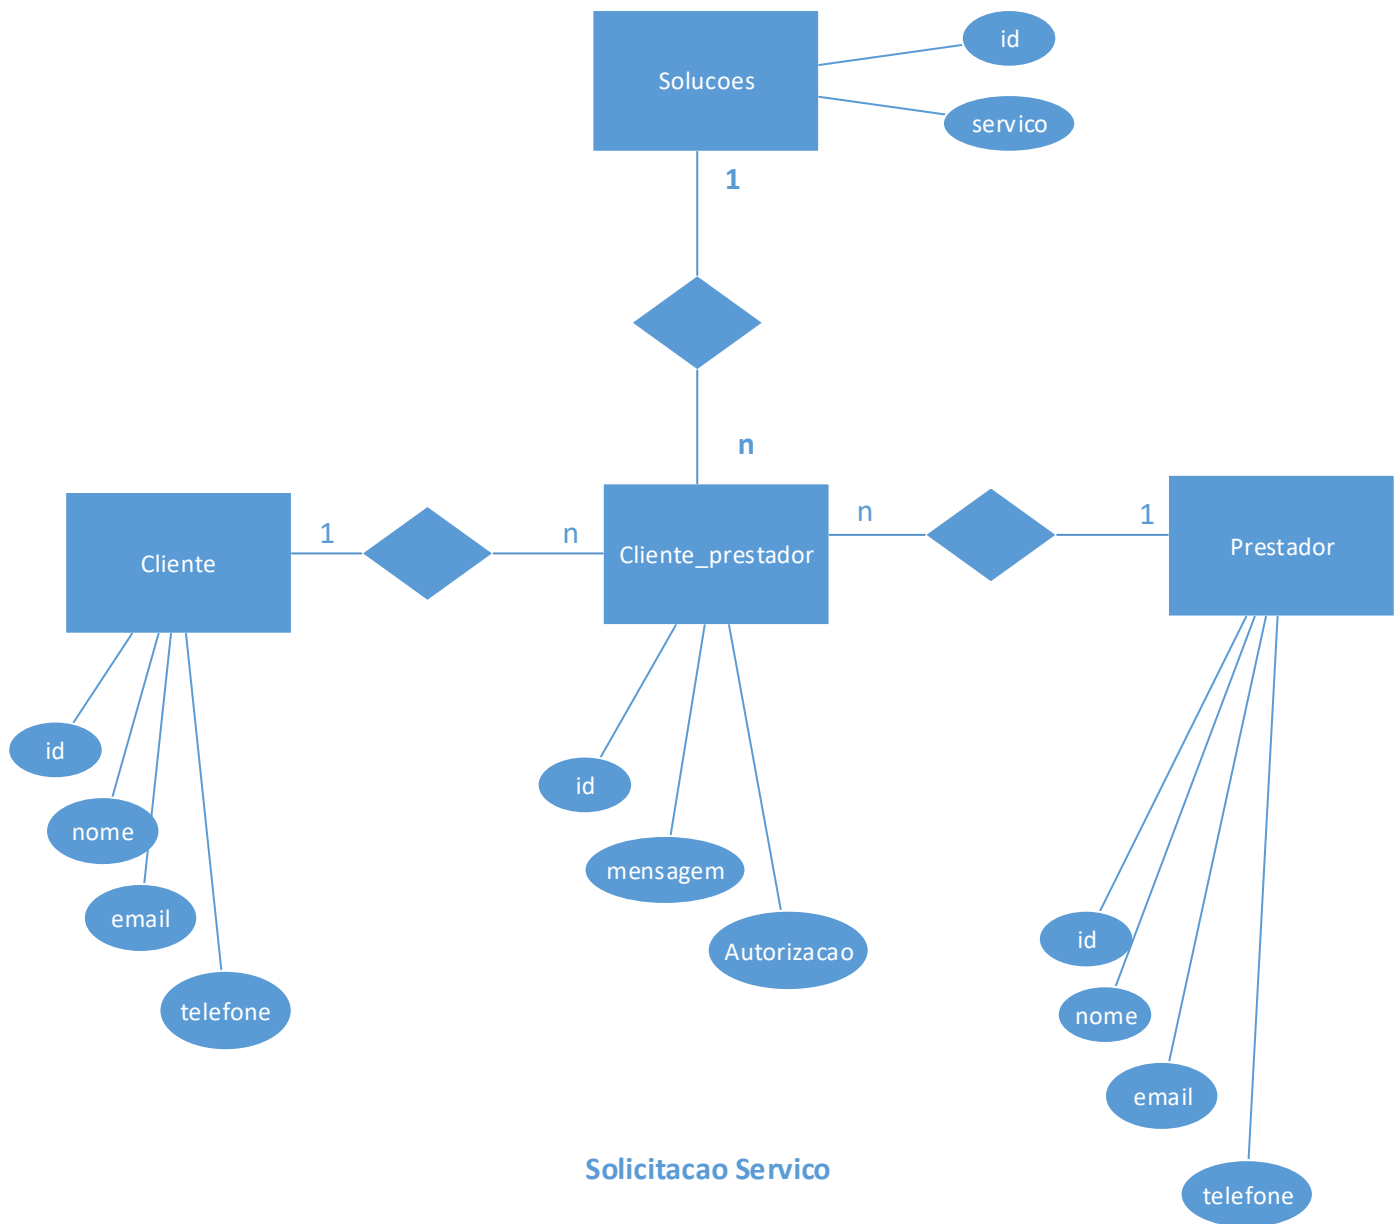 id
Solucoes
servico
1
n
1
n
n
1
Cliente
Cliente_prestador
Prestador
id
nome
email
telefone
id
mensagem
Autorizacao
id
nome
email
telefone
Solicitacao Servico